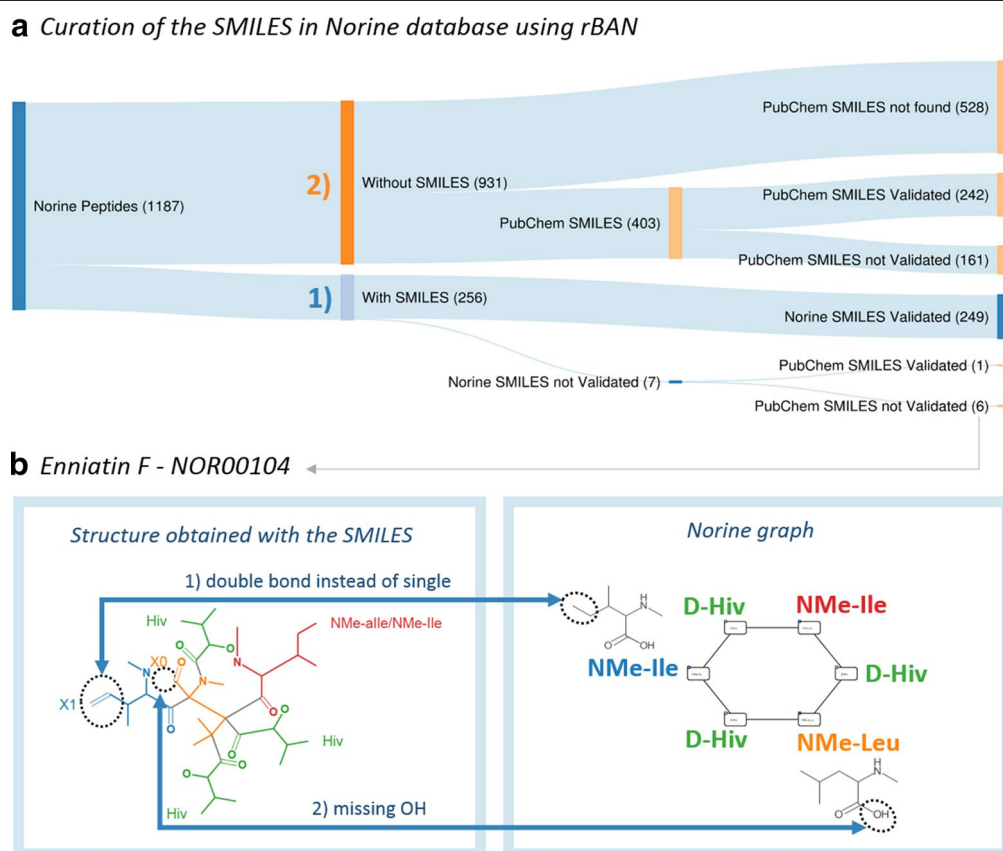 a Curation of the SMILES in Norine database using rBAN
PubChem SMILES not found (528)
2) Without SMILES (931)
PubChem SMILES Validated (242)
Norine Peptides (1187)
PubChem SMILES (403)
PubChem SMILES not Validated (161)
1) With SMILES (256)
Norine SMILES Validated (249)
PubChem SMILES Validated (1)
Norine SMILES not Validated (7)
PubChem SMILES not Validated (6)
b Enniatin F - NOR00104
Structure obtained with the SMILES
1) double bond instead of single
Hiv
NMe-aIle/NMe-Ile
O
O
N
N
X0
O
N
X1
O
O
O
O
Hiv
O
O
Hiv
2) missing OH
Norine graph
H
N
O
OH
D-Hiv
NMe-Ile
NMe-Ile
D-Hiv
D-Hiv
NMe-Leu
H
N
O
OH